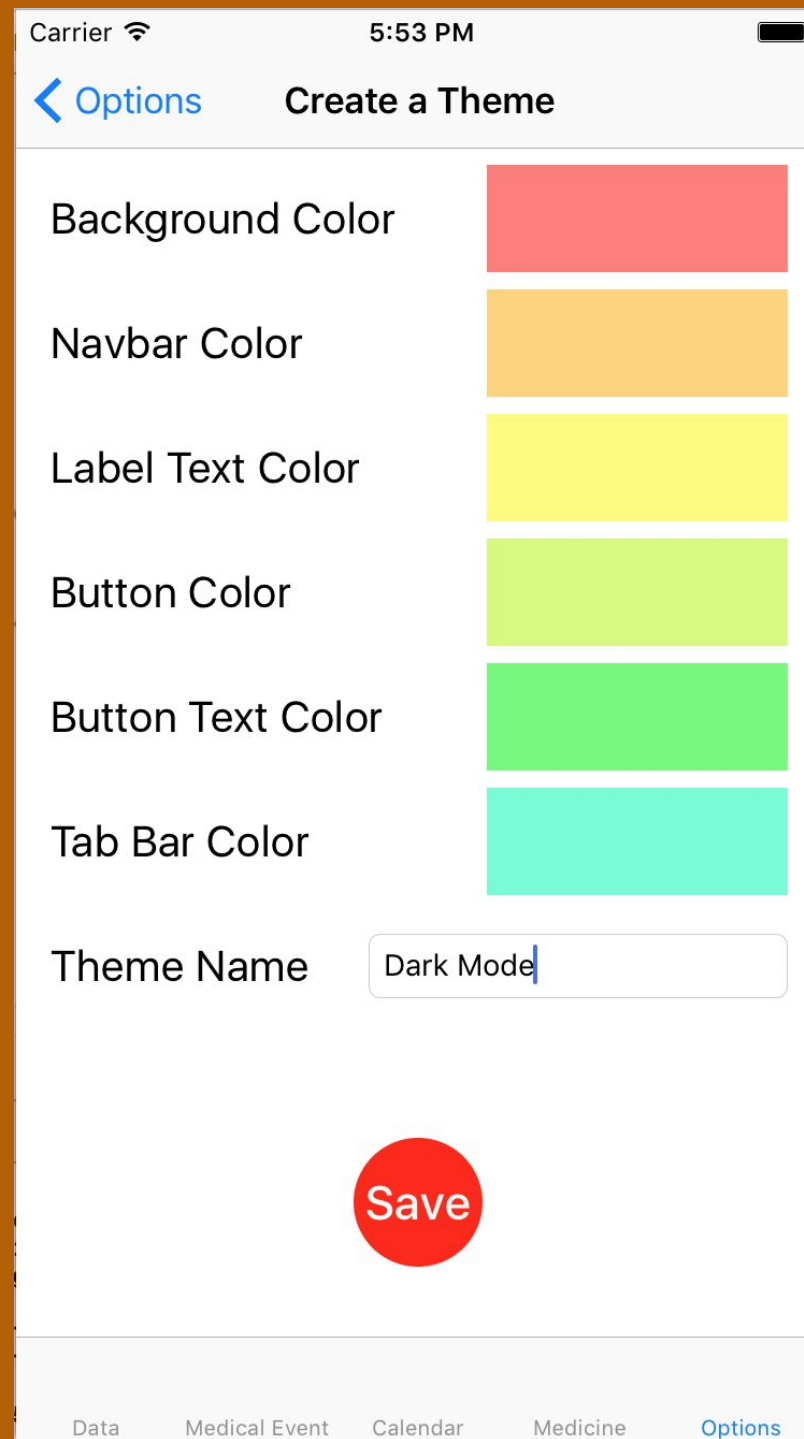 Carrier 5:53 PM
Options Create a Theme
Background Color
Navbar Color
Label Text Color
Button Color
Button Text Color
Tab Bar Color
Theme Name Dark Mode
Save
Data Medical Event Calendar Medicine Options